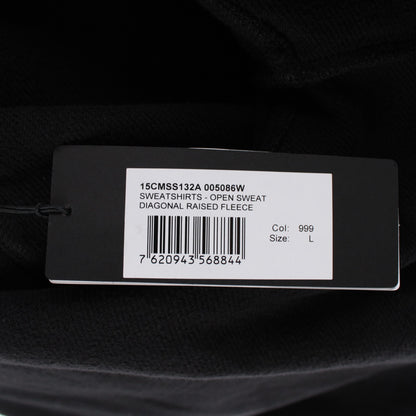 15CMSS132A 005086W
SWEATSHIRTS - OPEN SWEAT
DIAGONAL RAISED FLEECE
Col: 999
Size: L
7 620943 568844